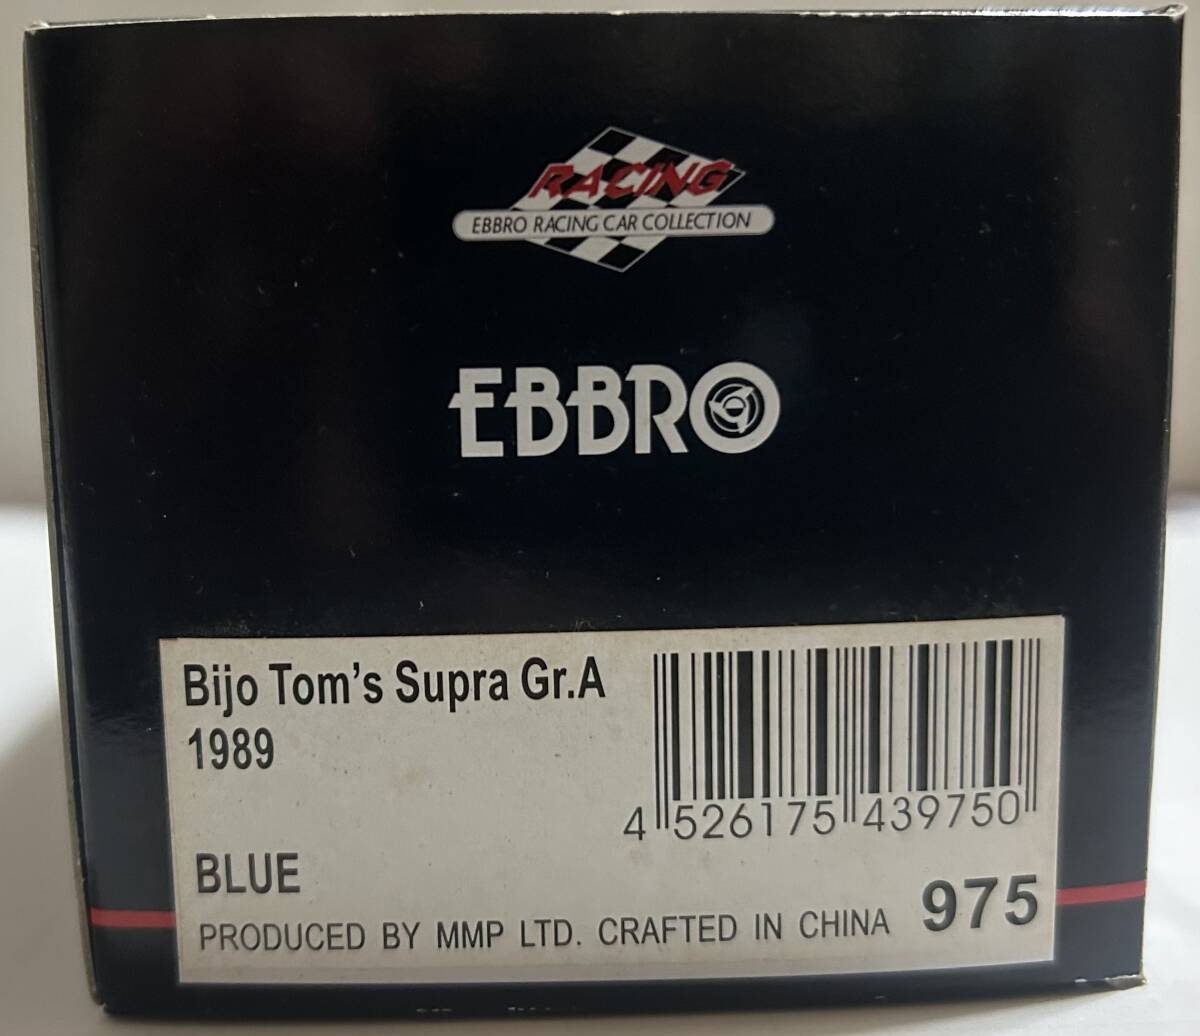 RACING
EBBRO RACING CAR COLLECTION
EBBRO
Bijo Tom's Supra Gr.A
1989
4 526175 439750
BLUE
975
PRODUCED BY MMP LTD. CRAFTED IN CHINA